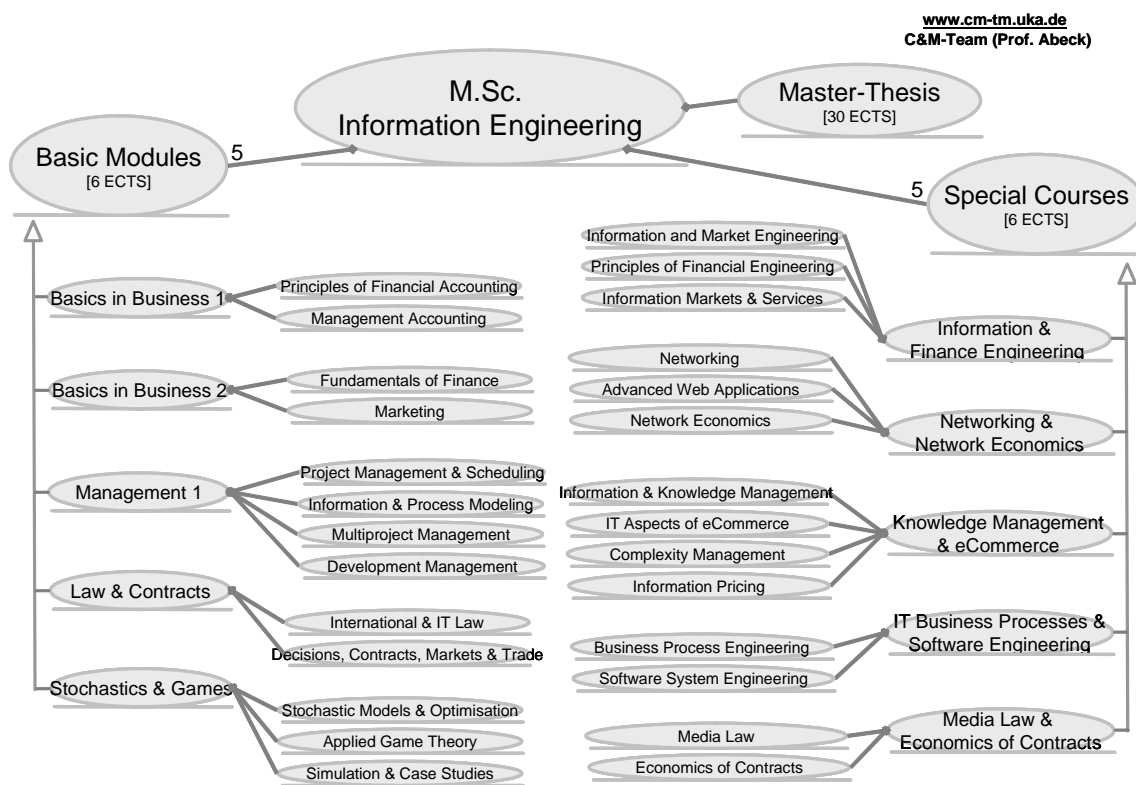 www.cm-tm.uka.de
C&M-Team (Prof. Abeck)
M.Sc.
Information Engineering
Master-Thesis
[30 ECTS]
Basic Modules
[6 ECTS]
5
5
Special Courses
[6 ECTS]
Basics in Business 1
Principles of Financial Accounting
Management Accounting
Basics in Business 2
Fundamentals of Finance
Marketing
Management 1
Project Management & Scheduling
Information & Process Modeling
Multiproject Management
Development Management
Law & Contracts
International & IT Law
Decisions, Contracts, Markets & Trade
Stochastics & Games
Stochastic Models & Optimisation
Applied Game Theory
Simulation & Case Studies
Information and Market Engineering
Principles of Financial Engineering
Information Markets & Services
Information &
Finance Engineering
Networking
Advanced Web Applications
Network Economics
Networking &
Network Economics
Information & Knowledge Management
IT Aspects of eCommerce
Complexity Management
Information Pricing
Knowledge Management
& eCommerce
Business Process Engineering
Software System Engineering
IT Business Processes &
Software Engineering
Media Law
Economics of Contracts
Media Law &
Economics of Contracts